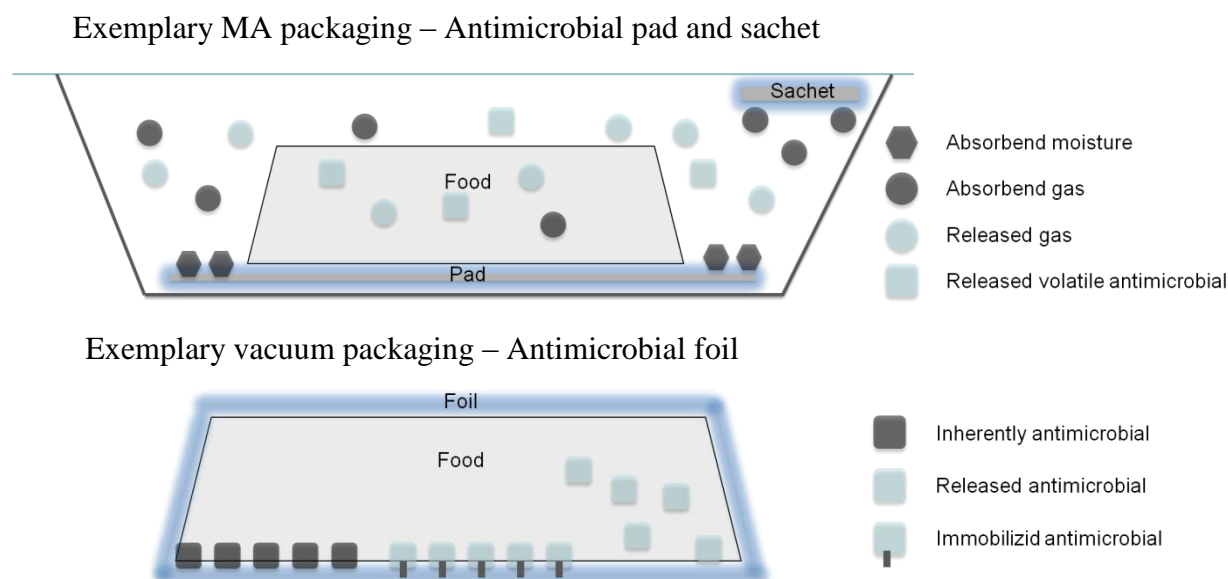 Exemplary MA packaging – Antimicrobial pad and sachet
Sachet
Food
Pad
Absorbend moisture
Absorbend gas
Released gas
Released volatile antimicrobial
Exemplary vacuum packaging – Antimicrobial foil
Foil
Food
Inherently antimicrobial
Released antimicrobial
Immobilizid antimicrobial